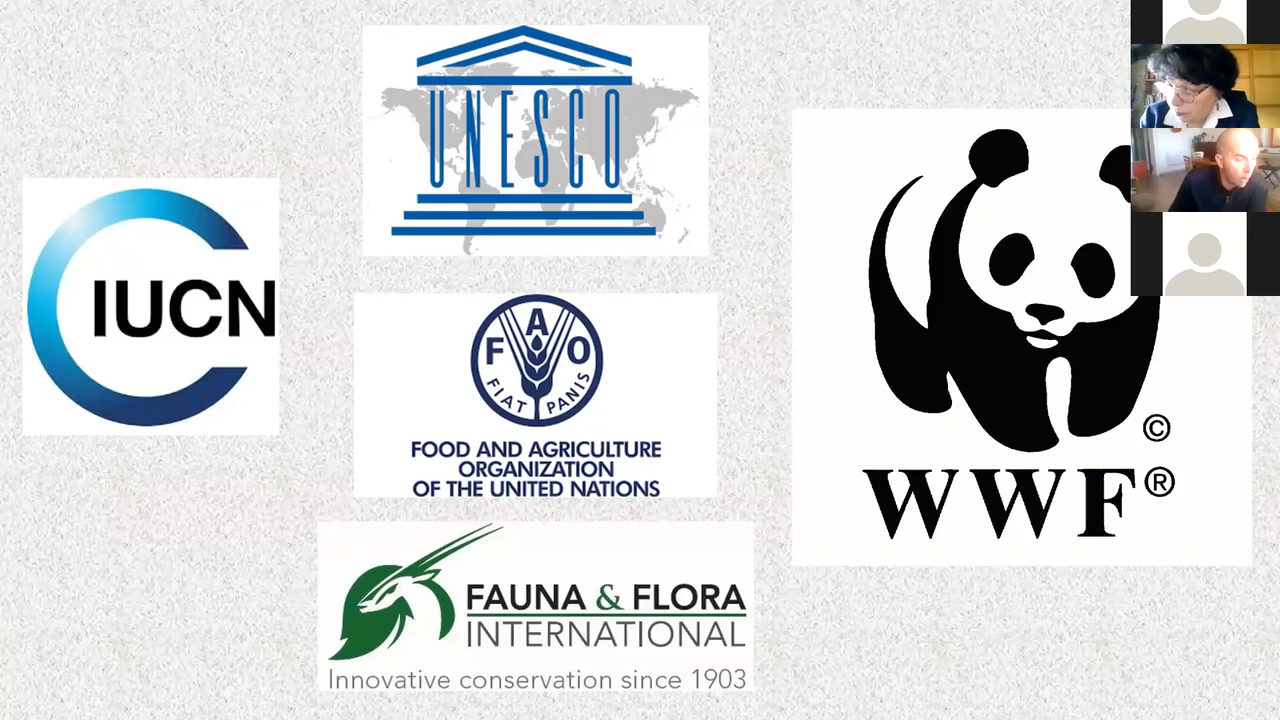 UNESCO
IUCN
F A O
FIAT PANIS
FOOD AND AGRICULTURE
ORGANIZATION
OF THE UNITED NATIONS
FAUNA & FLORA
INTERNATIONAL
Innovative conservation since 1903
©
WWF®